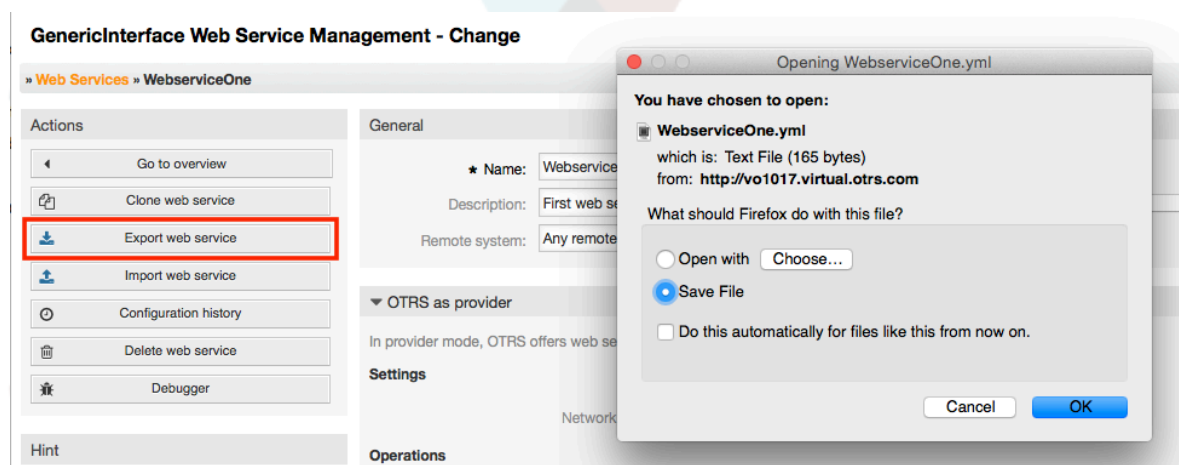 GenericInterface Web Service Management - Change
» Web Services » WebserviceOne
Actions
Go to overview
Clone web service
Export web service
Import web service
Configuration history
Delete web service
Debugger
Hint
General
★ Name: Webservice
Description: First web se
Remote system: Any remote
OTRS as provider
In provider mode, OTRS offers web se
Settings
Network
Operations
Opening WebserviceOne.yml
You have chosen to open:
WebserviceOne.yml
which is: Text File (165 bytes)
from: http://vo1017.virtual.otrs.com
What should Firefox do with this file?
Open with Choose...
Save File
Do this automatically for files like this from now on.
Cancel OK